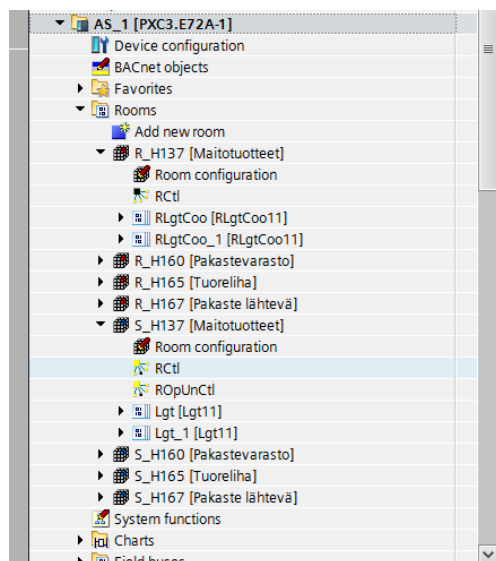 AS_1 [PXC3.E72A-1]
Device configuration
BACnet objects
Favorites
Rooms
Add new room
R_H137 [Maitotuotteet]
Room configuration
RCtl
RLgtCoo [RLgtCoo11]
RLgtCoo_1 [RLgtCoo11]
R_H160 [Pakastevarasto]
R_H165 [Tuoreliha]
R_H167 [Pakaste lähtevä]
S_H137 [Maitotuotteet]
Room configuration
RCtl
ROpUnCtl
Lgt [Lgt11]
Lgt_1 [Lgt11]
S_H160 [Pakastevarasto]
S_H165 [Tuoreliha]
S_H167 [Pakaste lähtevä]
System functions
Charts
Field buses